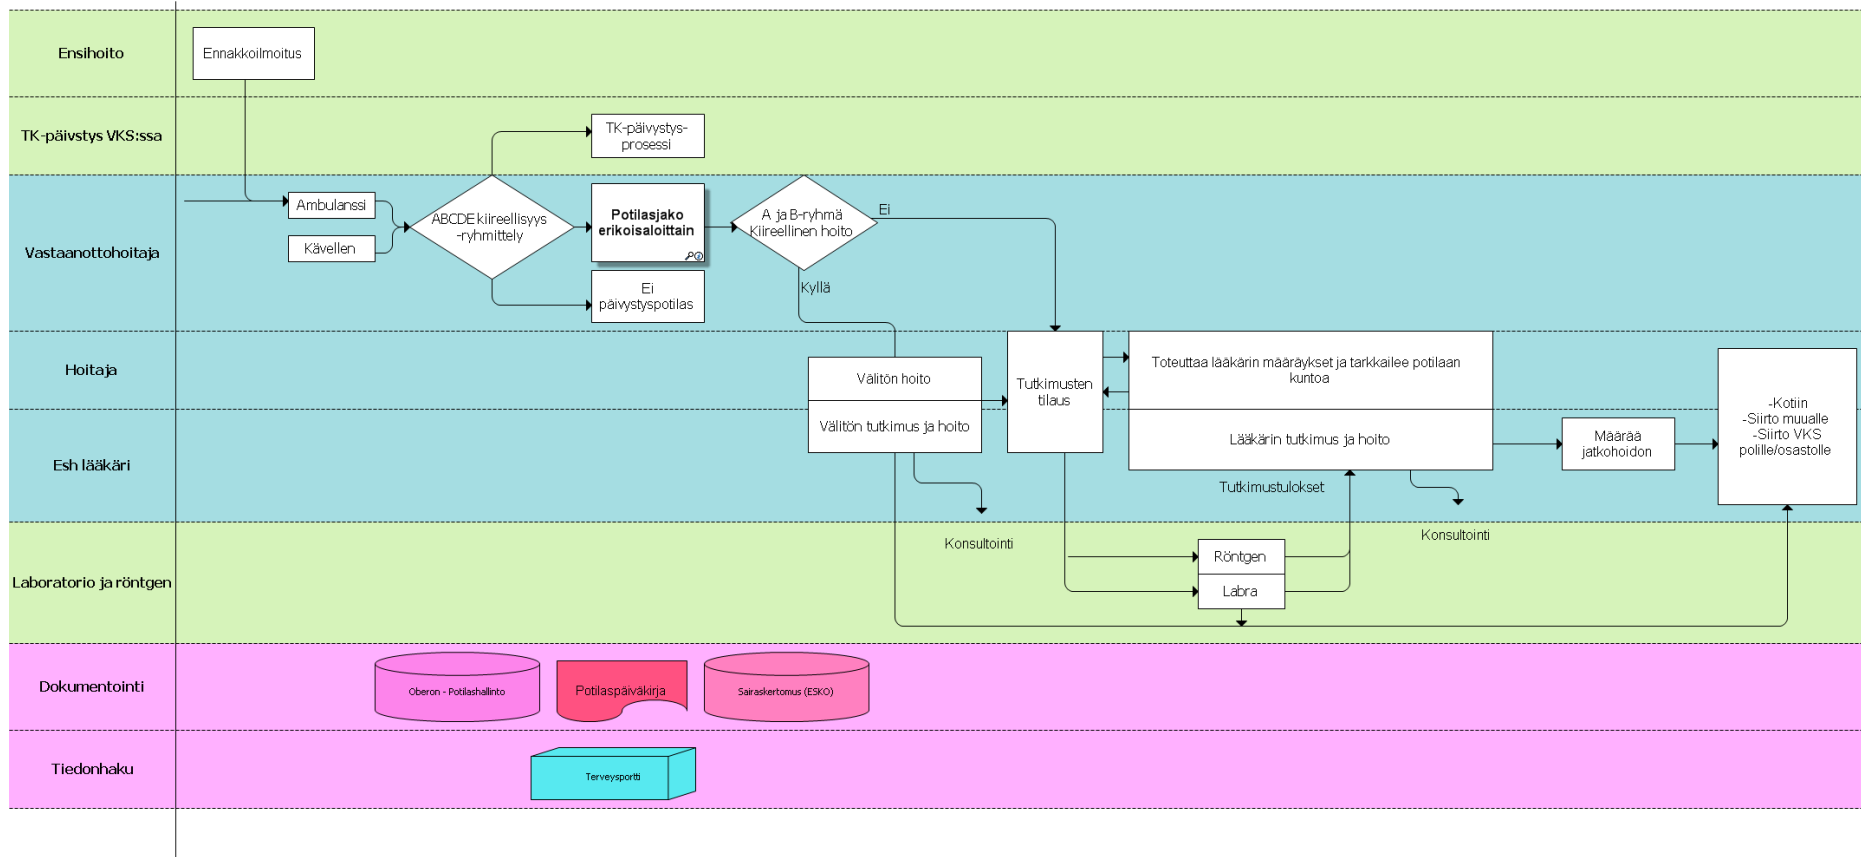 Ensihoito
Ennakkoilmoitus
TK-päivstys VKS:ssa
TK-päivystys-
prosessi
Vastaanottohoitaja
Ambulanssi
Kävellen
ABCDE kiireellisyys
-ryhmittely
Potilasjako
erikoisaloittain
Ei
päivystyspotilas
A ja B-ryhmä
Kiireellinen hoito
Ei
Kyllä
Hoitaja
Välitön hoito
Tutkimusten
tilaus
Toteuttaa lääkärin määräykset ja tarkkailee potilaan
kuntoa
-Kotiin
-Siirto muualle
-Siirto VKS
polille/osastolle
Esh lääkäri
Välitön tutkimus ja hoito
Lääkärin tutkimus ja hoito
Määrää
jatkohoidon
Tutkimustulokset
Konsultointi
Konsultointi
Laboratorio ja röntgen
Röntgen
Labra
Dokumentointi
Oberon - Potilashallinto
Potilaspäiväkirja
Sairaskertomus (ESKO)
Tiedonhaku
Terveysportti